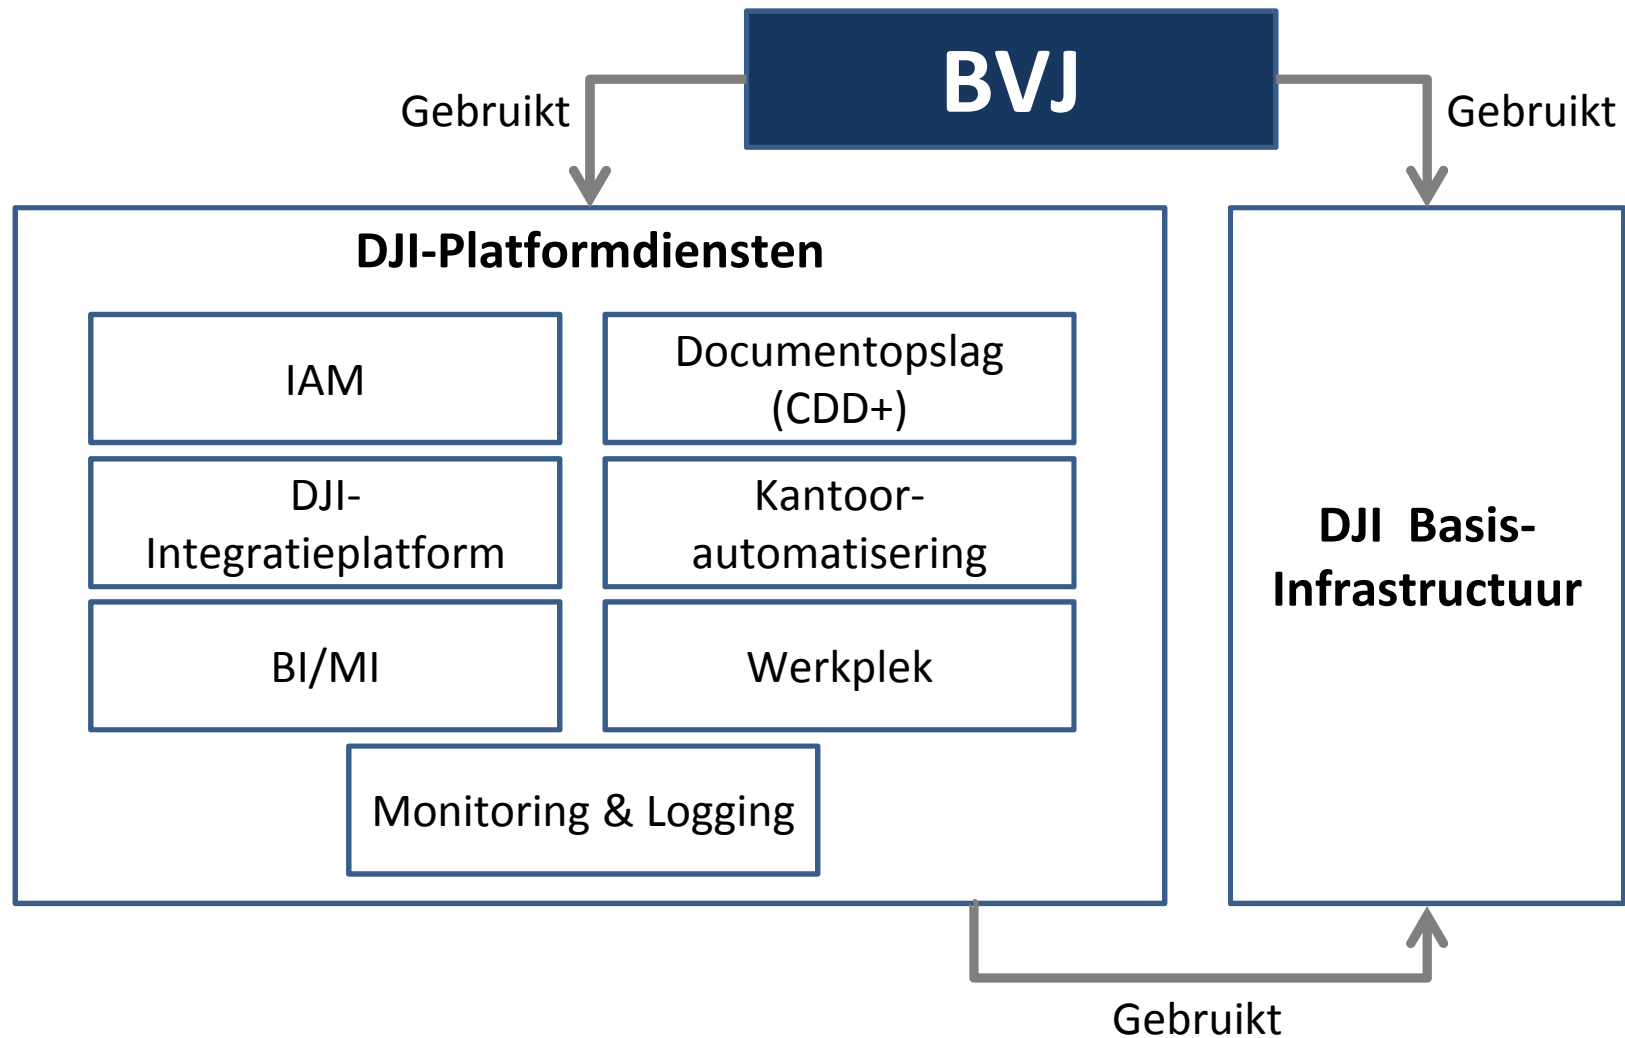 BVJ
Gebruikt
Gebruikt
DJI-Platformdiensten
IAM
Documentopslag
(CDD+)
DJI-
Integratieplatform
Kantoor-
automatisering
BI/MI
Werkplek
Monitoring & Logging
DJI  Basis-
Infrastructuur
Gebruikt